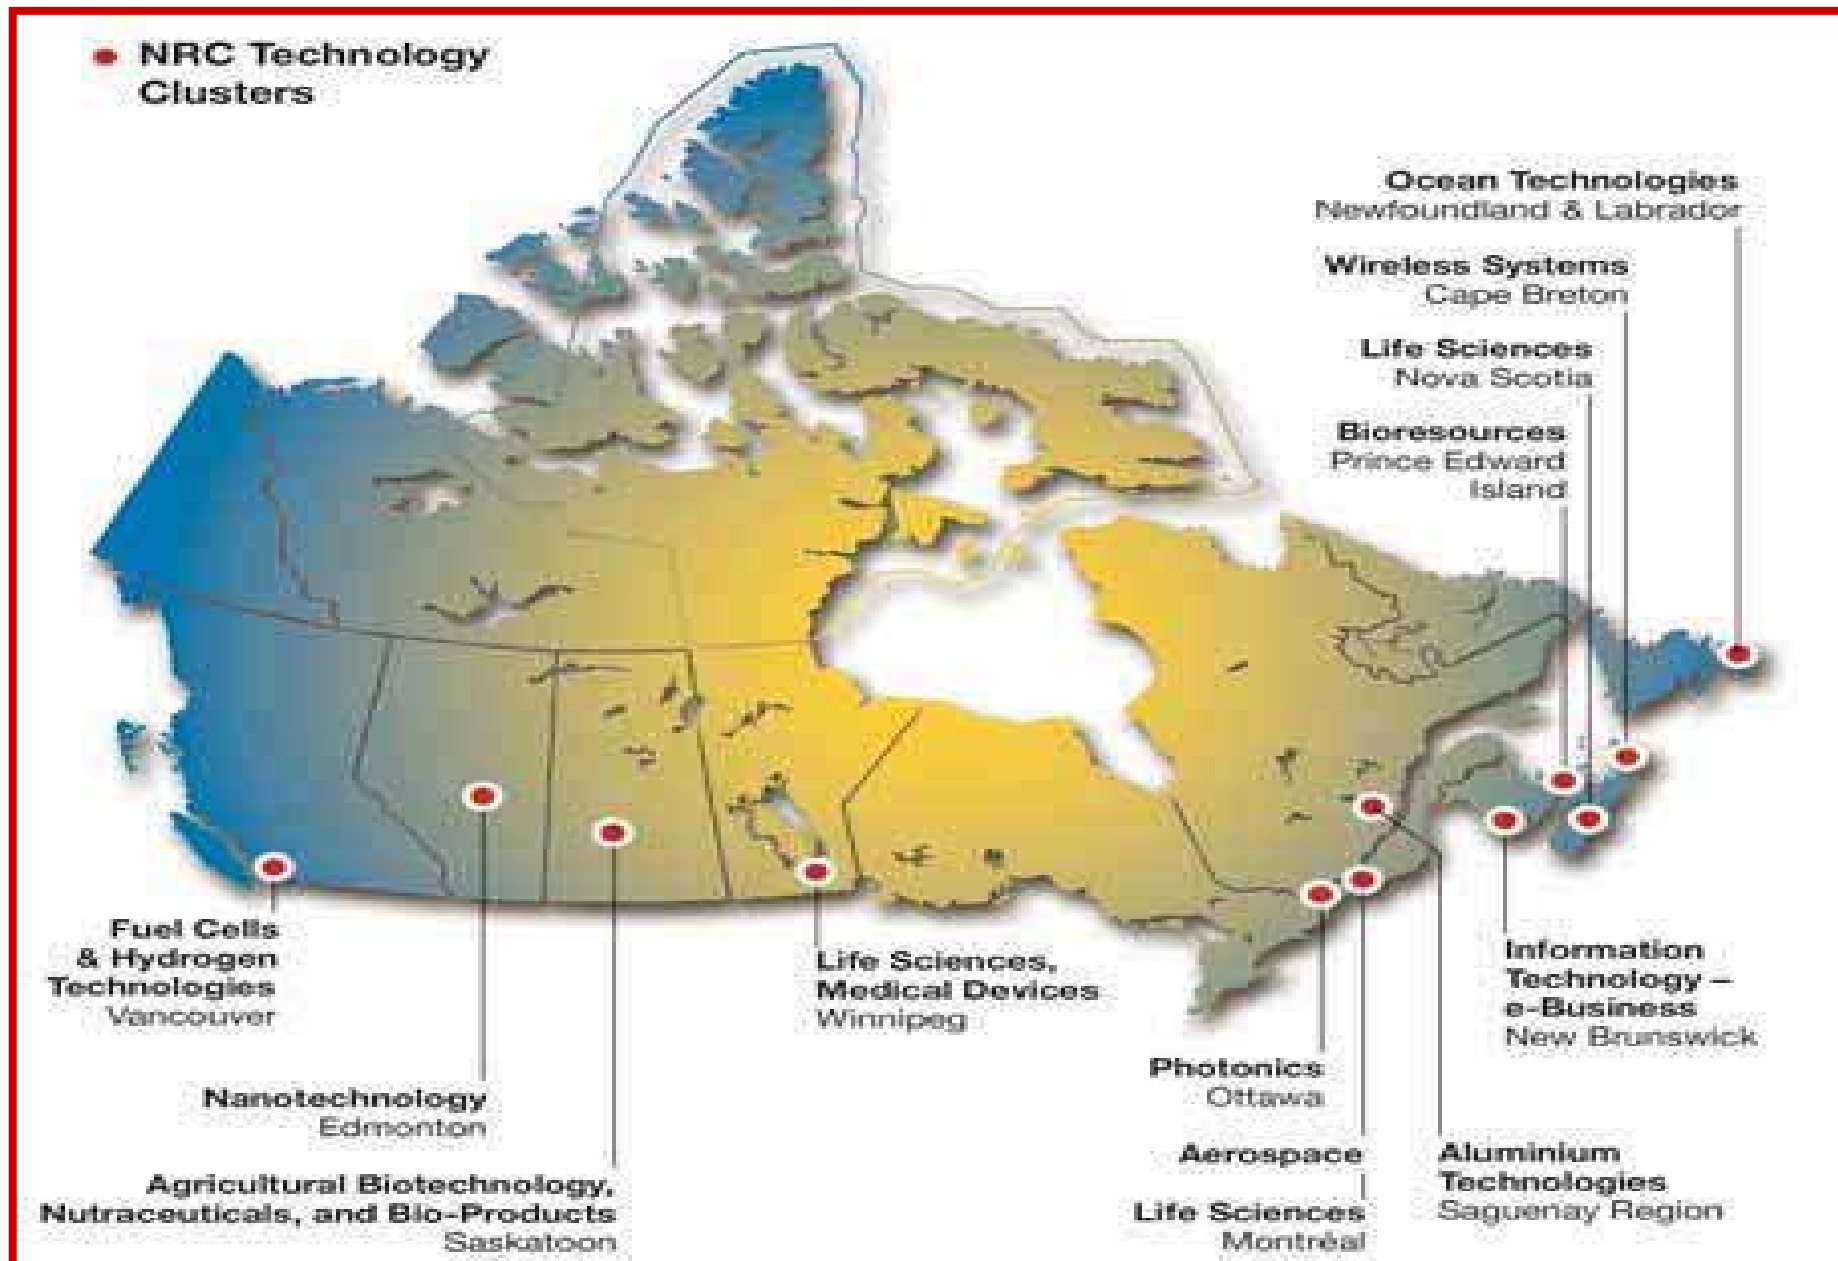 NRC Technology
Clusters
Ocean Technologies
Newfoundland & Labrador
Wireless Systems
Cape Breton
Life Sciences
Nova Scotia
Bioresources
Prince Edward
Island
Fuel Cells
& Hydrogen
Technologies
Vancouver
Nanotechnology
Edmonton
Agricultural Biotechnology,
Nutraceuticals, and Bio-Products
Saskatoon
Life Sciences,
Medical Devices
Winnipeg
Photonics
Ottawa
Aerospace
Life Sciences
Montréal
Aluminium
Technologies
Saguenay Region
Information
Technology –
e-Business
New Brunswick